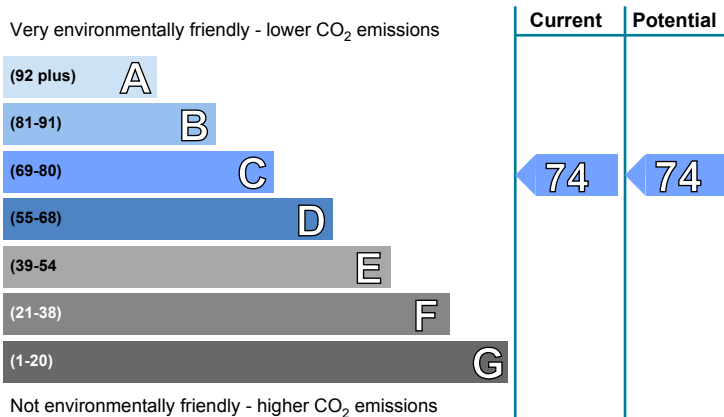 Very environmentally friendly - lower CO₂ emissions
Current
Potential
(92 plus) A
(81-91) B
(69-80) C
74
74
(55-68) D
(39-54 E
(21-38) F
(1-20) G
Not environmentally friendly - higher CO₂ emissions